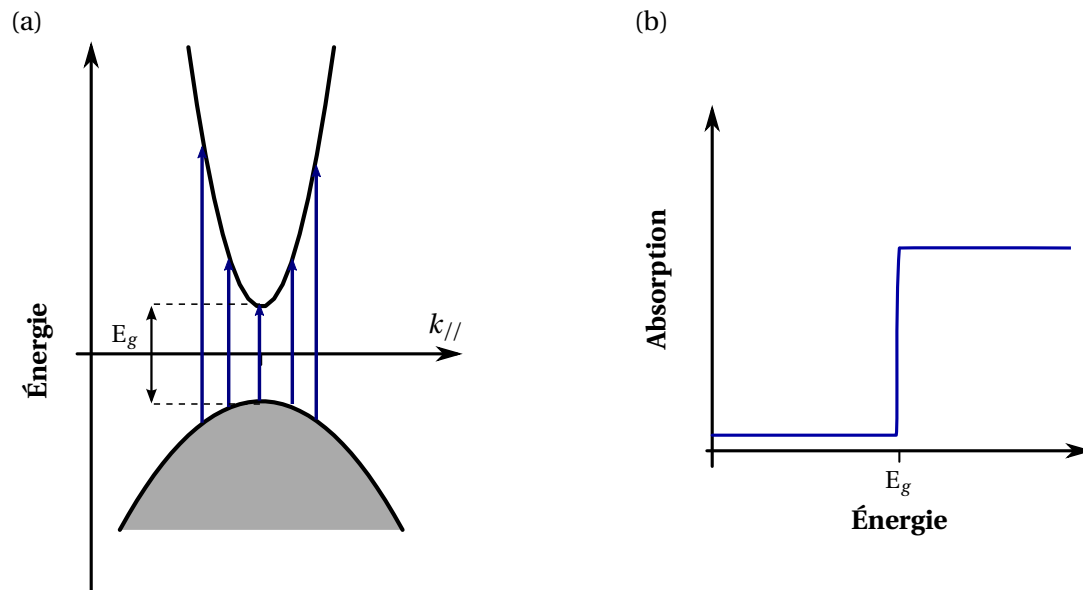 (a)
Énergie
E_g
k_//
(b)
Absorption
E_g
Énergie